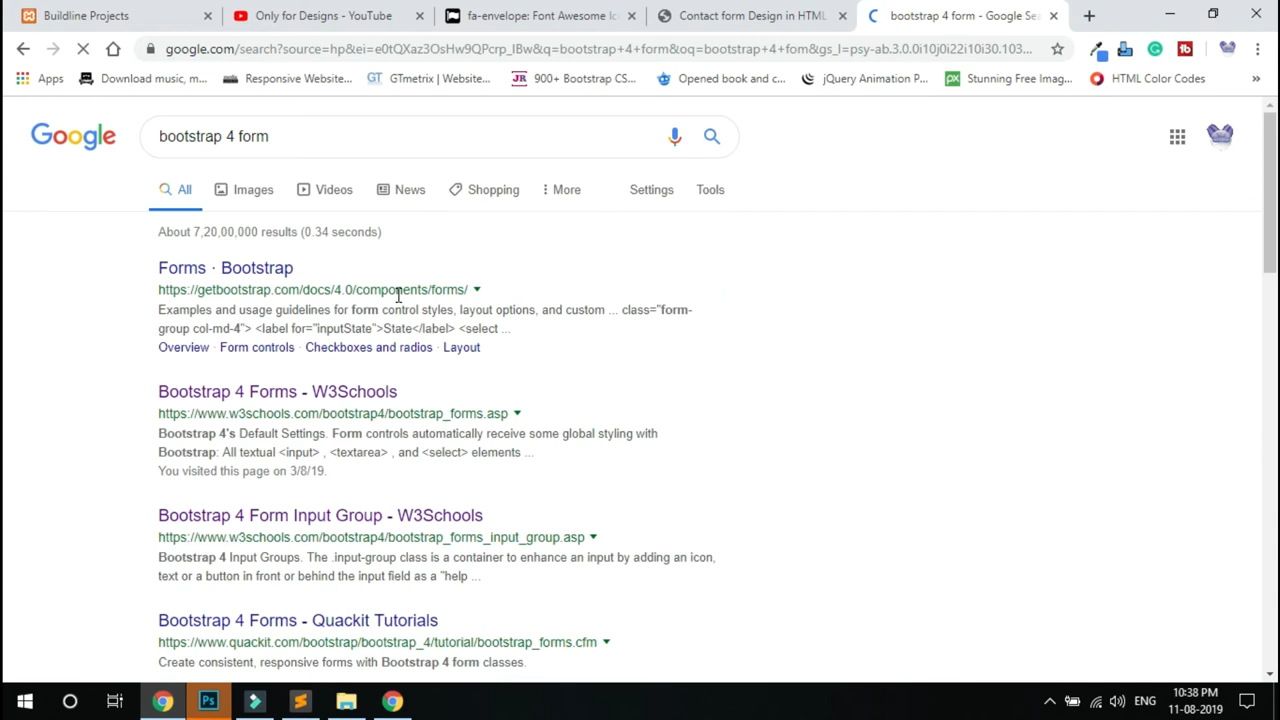 Buildline Projects
Only for Designs - YouTube
fa-envelope: Font Awesome Ic
Contact form Design in HTML
bootstrap 4 form - Google Sea
google.com/search?source=hp&ei=e0tQXaz3OsHw9QPcrp_IBw&q=bootstrap+4+form&oq=bootstrap+4+fom&gs_l=psy-ab.3.0.0i10j0i22i10i30.103...
Apps
Download music, m...
Responsive Website...
GT
GTmetrix | Website...
JR
900+ Bootstrap CS...
Opened book and c...
jQuery Animation P...
px
Stunning Free Imag...
HTML Color Codes
»
Google
bootstrap 4 form
All
Images
Videos
News
Shopping
More
Settings
Tools
About 7,20,00,000 results (0.34 seconds)
Forms · Bootstrap
https://getbootstrap.com/docs/4.0/components/forms/
Examples and usage guidelines for form control styles, layout options, and custom ... class="form-
group col-md-4"> <label for="inputState">State</label> <select ...
Overview · Form controls · Checkboxes and radios · Layout
Bootstrap 4 Forms - W3Schools
https://www.w3schools.com/bootstrap4/bootstrap_forms.asp
Bootstrap 4's Default Settings. Form controls automatically receive some global styling with
Bootstrap: All textual <input> , <textarea> , and <select> elements ...
You visited this page on 3/8/19.
Bootstrap 4 Form Input Group - W3Schools
https://www.w3schools.com/bootstrap4/bootstrap_forms_input_group.asp
Bootstrap 4 Input Groups. The .input-group class is a container to enhance an input by adding an icon,
text or a button in front or behind the input field as a "help ...
Bootstrap 4 Forms - Quackit Tutorials
https://www.quackit.com/bootstrap/bootstrap_4/tutorial/bootstrap_forms.cfm
Create consistent, responsive forms with Bootstrap 4 form classes.
Ps
ENG
10:38 PM
11-08-2019